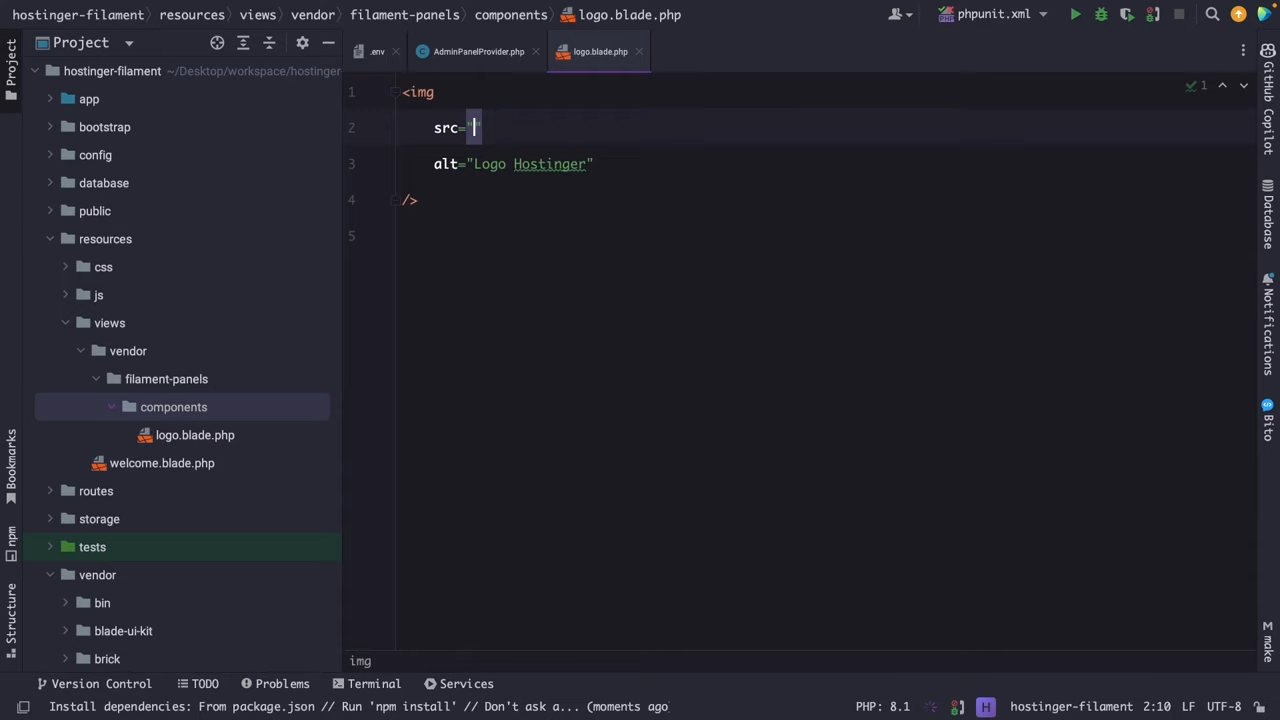 hostinger-filament
resources
views
vendor
filament-panels
components
logo.blade.php
phpunit.xml
Project
Project
.env
AdminPanelProvider.php
logo.blade.php
hostinger-filament ~/Desktop/workspace/hostinger
app
bootstrap
config
database
public
resources
css
js
views
vendor
filament-panels
components
logo.blade.php
welcome.blade.php
routes
storage
tests
vendor
bin
blade-ui-kit
brick
1 <img
2 src=""
3 alt="Logo Hostinger"
4 />
5
1
img
Bookmarks
npm
Structure
GitHub Copilot
Database
Notifications
Bito
make
Version Control
TODO
Problems
Terminal
Services
Install dependencies: From package.json // Run 'npm install' // Don't ask a... (moments ago)
PHP: 8.1
H
hostinger-filament
2:10
LF
UTF-8